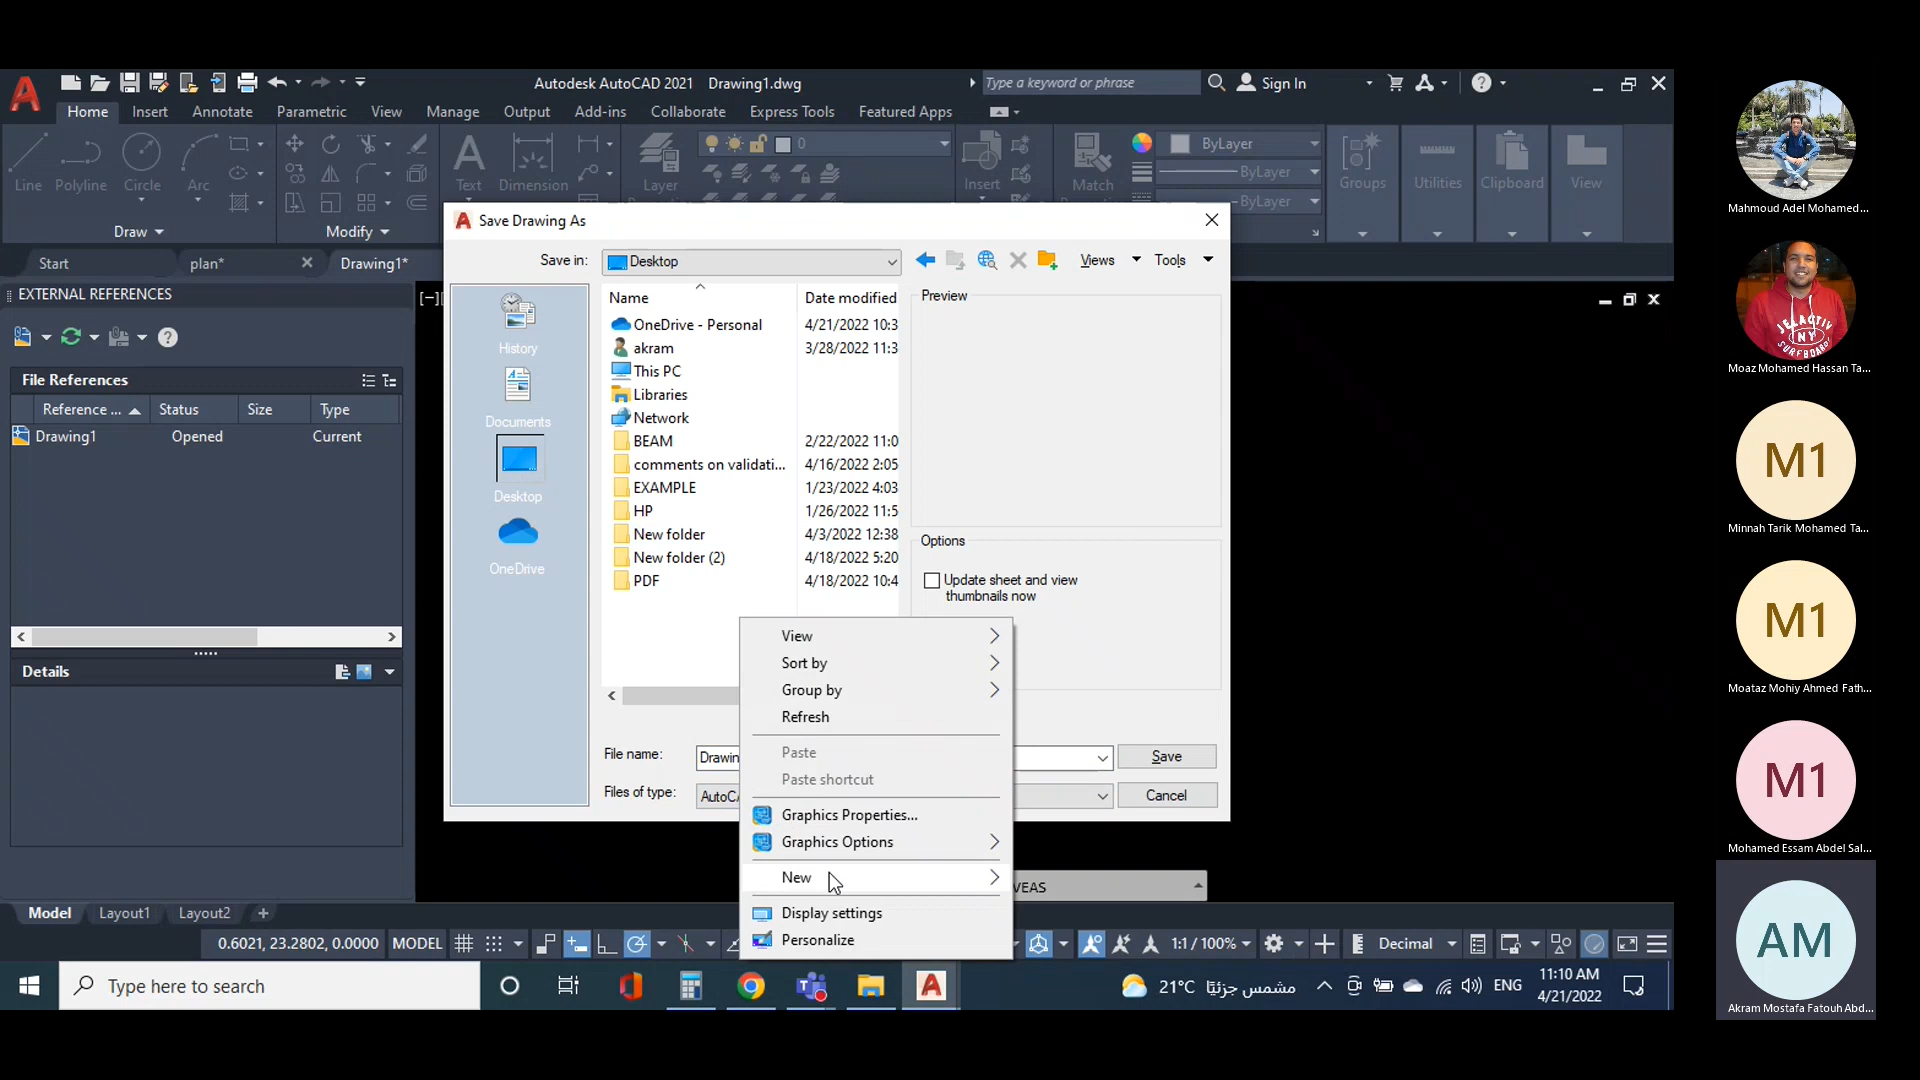 Autodesk AutoCAD 2021 Drawing1.dwg
Type a keyword or phrase
Sign In
Home Insert Annotate Parametric View Manage Output Add-ins Collaborate Express Tools Featured Apps
0
ByLayer
Line Polyline Circle Arc
Text Dimension
Layer
Insert
Match
ByLayer
ByLayer
Groups Utilities Clipboard View
Draw
Modify
Start
plan*
Drawing1*
EXTERNAL REFERENCES
File References
Reference ... Status Size Type
Drawing1 Opened Current
Details
Save Drawing As
Save in:
Desktop
Views
Tools
History
Documents
Desktop
OneDrive
Name Date modified
OneDrive - Personal 4/21/2022 10:3
akram 3/28/2022 11:3
This PC
Libraries
Network
BEAM 2/22/2022 11:0
comments on validati... 4/16/2022 2:05
EXAMPLE 1/23/2022 4:03
HP 1/26/2022 11:5
New folder 4/3/2022 12:38
New folder (2) 4/18/2022 5:20
PDF 4/18/2022 10:4
Preview
Options
Update sheet and view
thumbnails now
File name:
Drawin
Save
Files of type:
AutoCA
Cancel
View
Sort by
Group by
Refresh
Paste
Paste shortcut
Graphics Properties...
Graphics Options
New
Display settings
Personalize
VEAS
Model Layout1 Layout2
0.6021, 23.2802, 0.0000 MODEL
1:1 / 100%
Decimal
Type here to search
21°C مشمس جزئيًا
ENG
11:10 AM
4/21/2022
Mahmoud Adel Mohamed...
Moaz Mohamed Hassan Ta...
M1
Minnah Tarik Mohamed Ta...
M1
Moataz Mohiy Ahmed Fath...
M1
Mohamed Essam Abdel Sal...
AM
Akram Mostafa Fatouh Abd...